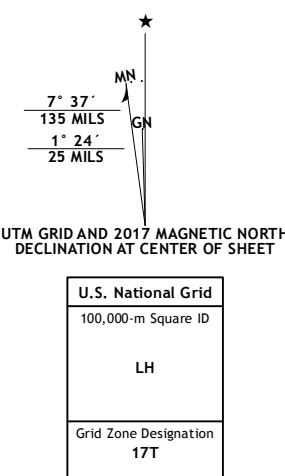 ★
MN
7° 37´
135 MILS
GN
1° 24´
25 MILS
UTM GRID AND 2017 MAGNETIC NORTH
DECLINATION AT CENTER OF SHEET
U.S. National Grid
100,000-m Square ID
LH
Grid Zone Designation
17T